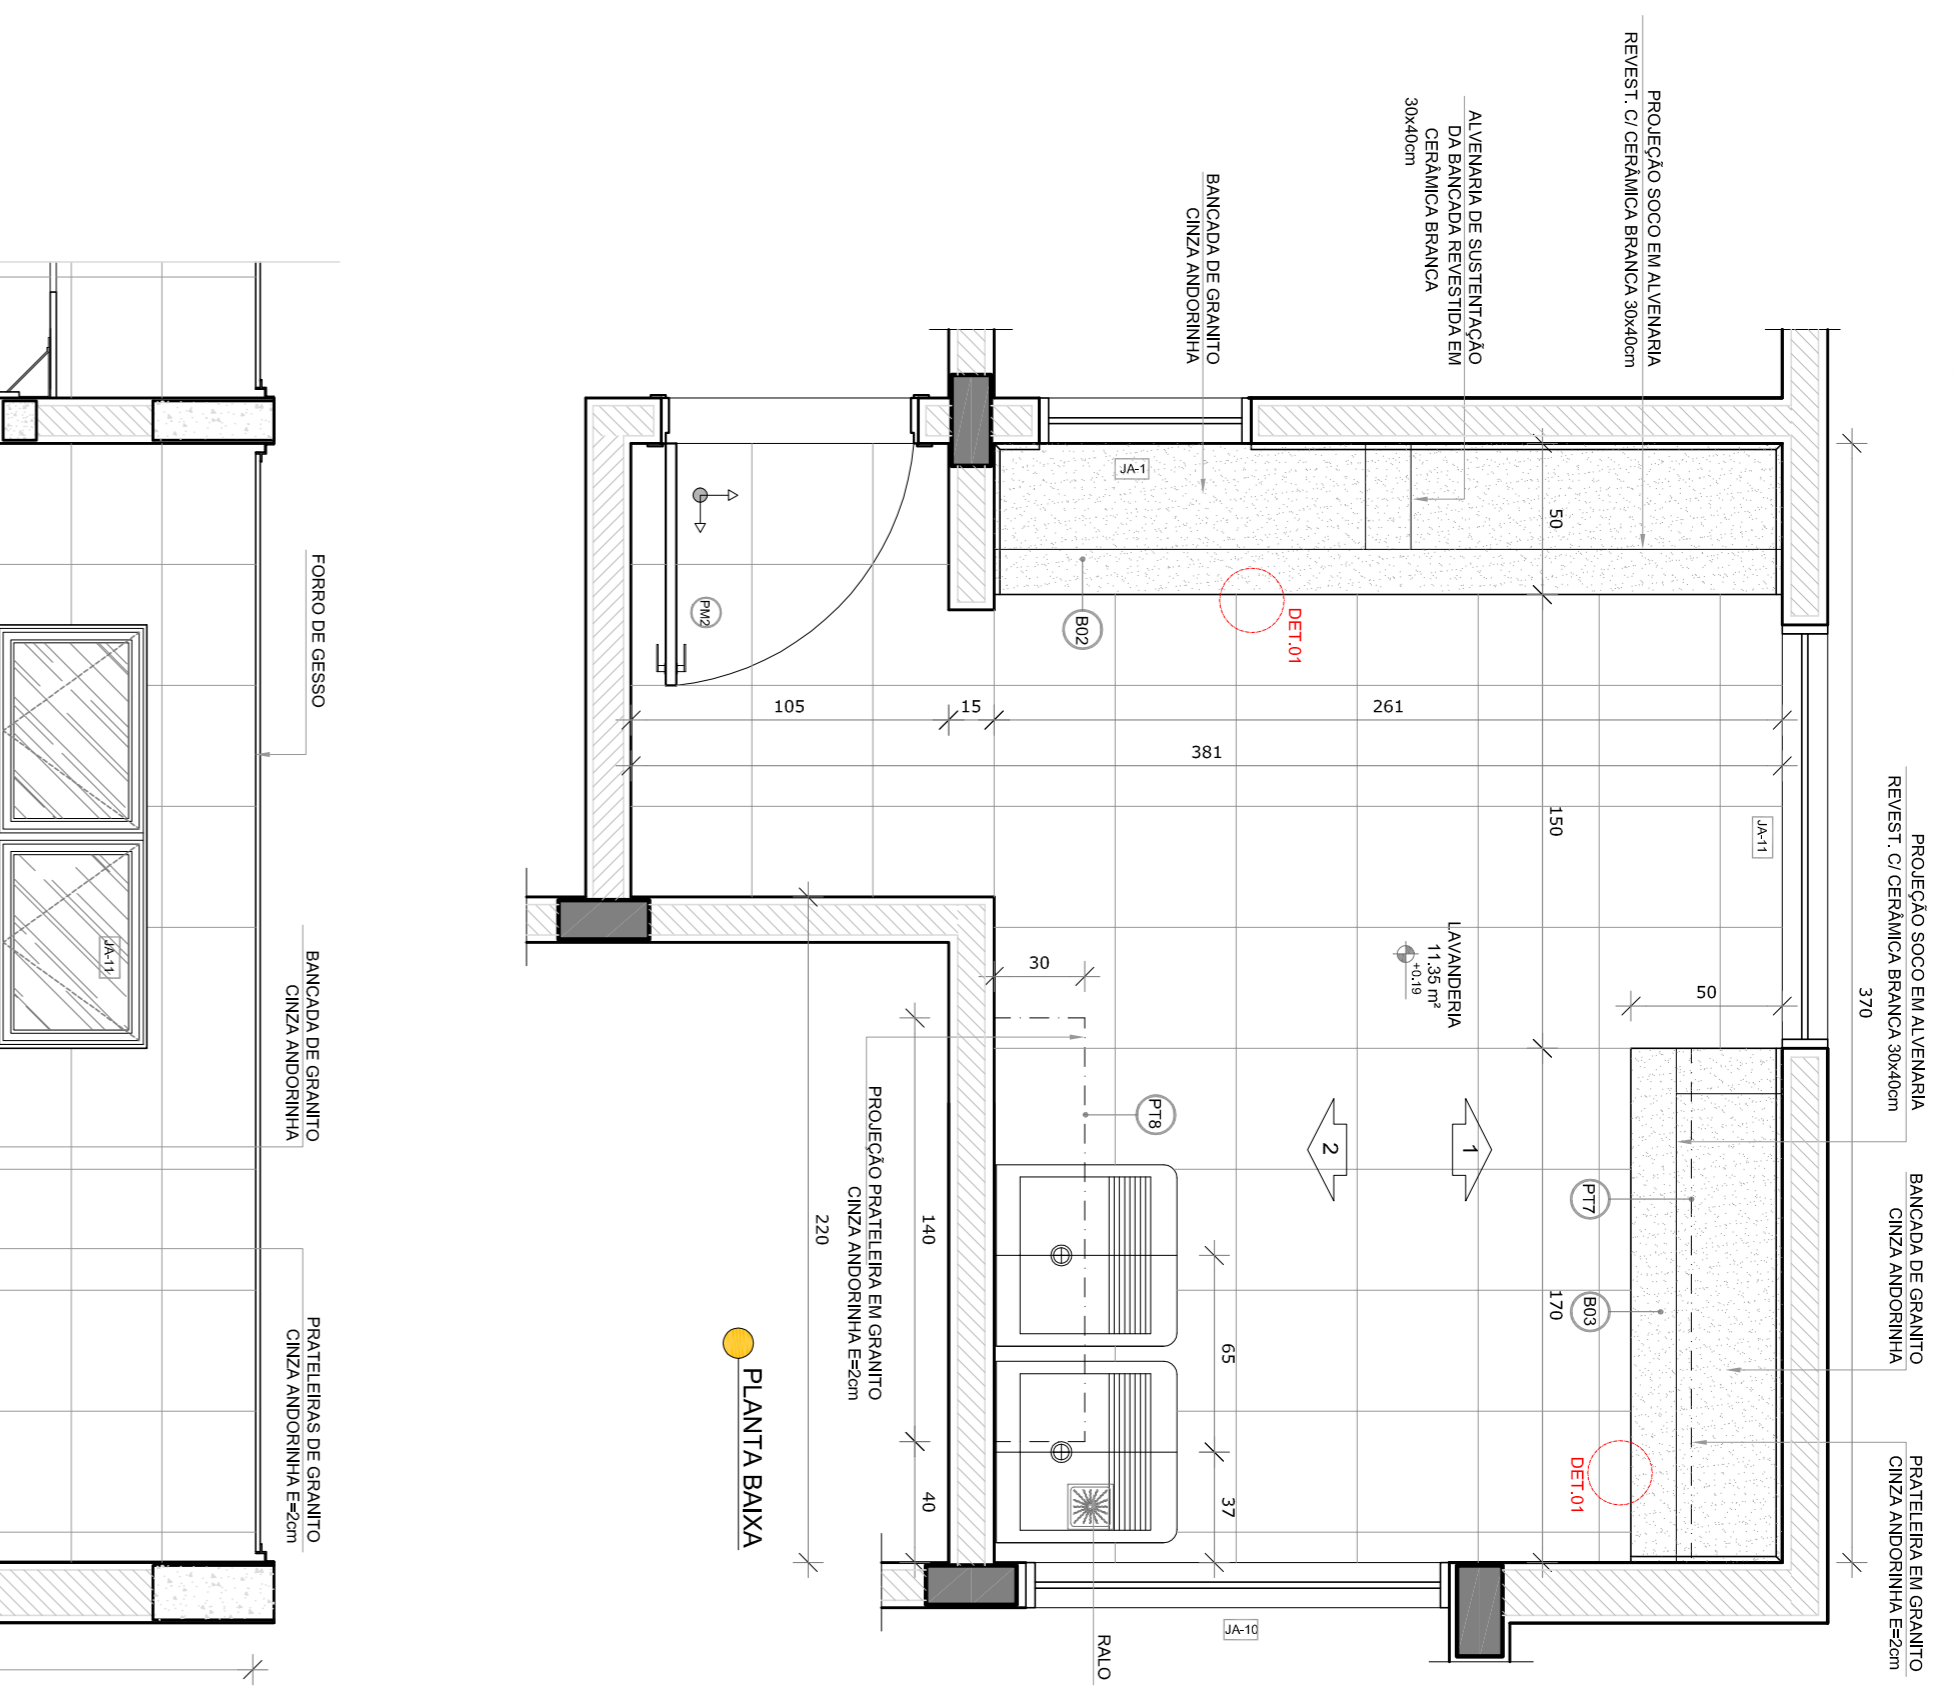 PROJEÇÃO SOCO EM ALVENARIA
REVEST. C/ CERÂMICA BRANCA 30x40cm
ALVENARIA DE SUSTENTAÇÃO
DA BANCADA REVESTIDA EM
CERÂMICA BRANCA
30x40cm
BANCADA DE GRANITO
CINZA ANDORINHA
JA-1
50
B02
DET.01
PM2
105
15
261
381
150
JA-11
PROJEÇÃO SOCO EM ALVENARIA
REVEST. C/ CERÂMICA BRANCA 30x40cm
370
LAVANDERIA
11.35 m²
+0.19
50
30
PT8
1
2
PT7
B03
170
BANCADA DE GRANITO
CINZA ANDORINHA
PRATELEIRA EM GRANITO
CINZA ANDORINHA E=2cm
DET.01
PROJEÇÃO PRATELEIRA EM GRANITO
CINZA ANDORINHA E=2cm
140
220
65
37
40
RALO
JA-10
PLANTA BAIXA
FORRO DE GESSO
JA-11
BANCADA DE GRANITO
CINZA ANDORINHA
PRATELEIRAS DE GRANITO
CINZA ANDORINHA E=2cm